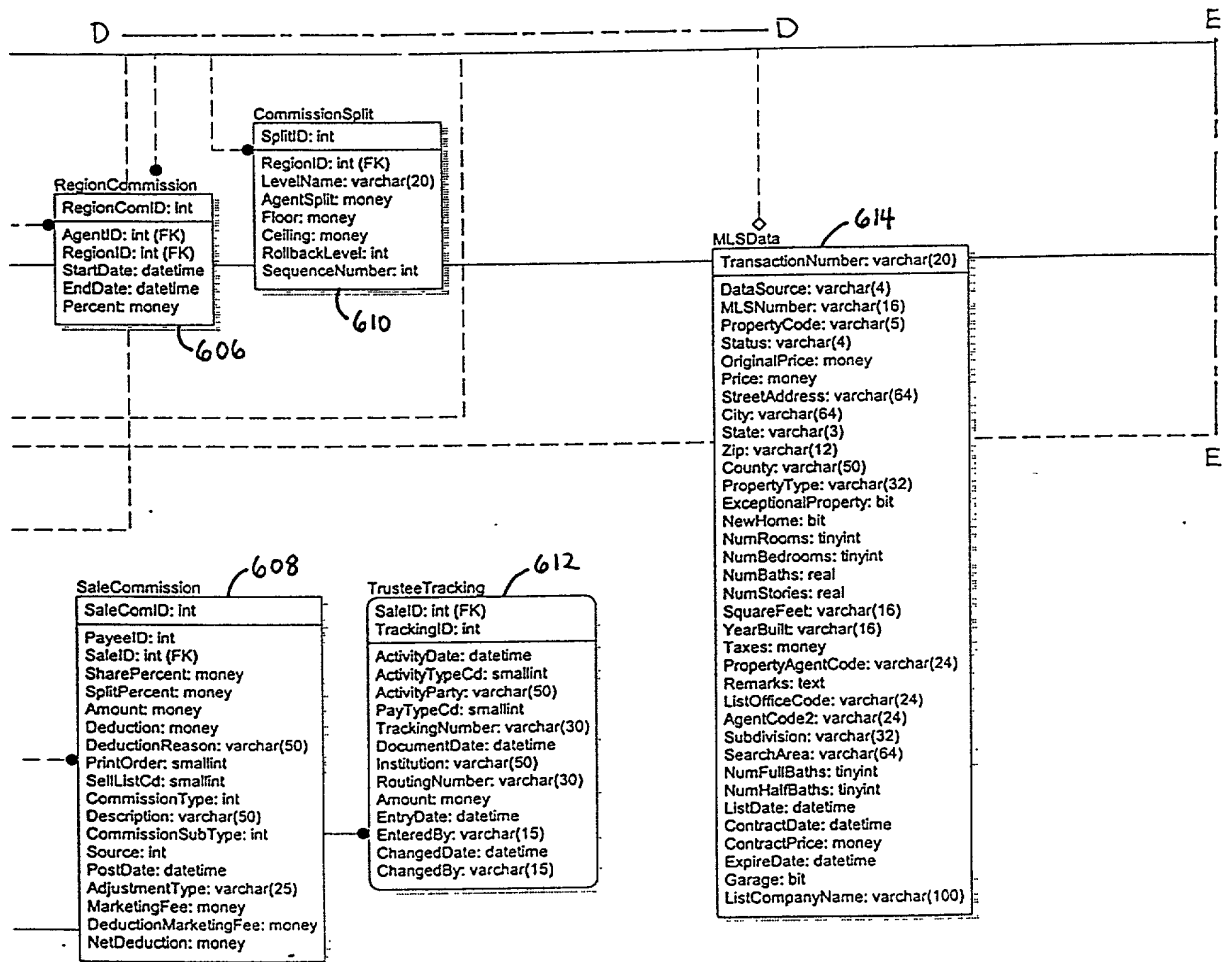 D
D
E
CommissionSplit
SplitID: int
RegionID: int (FK)
LevelName: varchar(20)
AgentSplit: money
Floor: money
Ceiling: money
RollbackLevel: int
SequenceNumber: int
610
RegionCommission
RegionComID: int
AgentID: int (FK)
RegionID: int (FK)
StartDate: datetime
EndDate: datetime
Percent: money
606
614
MLSData
TransactionNumber: varchar(20)
DataSource: varchar(4)
MLSNumber: varchar(16)
PropertyCode: varchar(5)
Status: varchar(4)
OriginalPrice: money
Price: money
StreetAddress: varchar(64)
City: varchar(64)
State: varchar(3)
Zip: varchar(12)
County: varchar(50)
PropertyType: varchar(32)
ExceptionalProperty: bit
NewHome: bit
NumRooms: tinyint
NumBedrooms: tinyint
NumBaths: real
NumStories: real
SquareFeet: varchar(16)
YearBuilt: varchar(16)
Taxes: money
PropertyAgentCode: varchar(24)
Remarks: text
ListOfficeCode: varchar(24)
AgentCode2: varchar(24)
Subdivision: varchar(32)
SearchArea: varchar(64)
NumFullBaths: tinyint
NumHalfBaths: tinyint
ListDate: datetime
ContractDate: datetime
ContractPrice: money
ExpireDate: datetime
Garage: bit
ListCompanyName: varchar(100)
E
608
SaleCommission
SaleComID: int
PayeeID: int
SaleID: int (FK)
SharePercent: money
SplitPercent: money
Amount: money
Deduction: money
DeductionReason: varchar(50)
PrintOrder: smallint
SellListCd: smallint
CommissionType: int
Description: varchar(50)
CommissionSubType: int
Source: int
PostDate: datetime
AdjustmentType: varchar(25)
MarketingFee: money
DeductionMarketingFee: money
NetDeduction: money
612
TrusteeTracking
SaleID: int (FK)
TrackingID: int
ActivityDate: datetime
ActivityTypeCd: smallint
ActivityParty: varchar(50)
PayTypeCd: smallint
TrackingNumber: varchar(30)
DocumentDate: datetime
Institution: varchar(50)
RoutingNumber: varchar(30)
Amount: money
EntryDate: datetime
EnteredBy: varchar(15)
ChangedDate: datetime
ChangedBy: varchar(15)